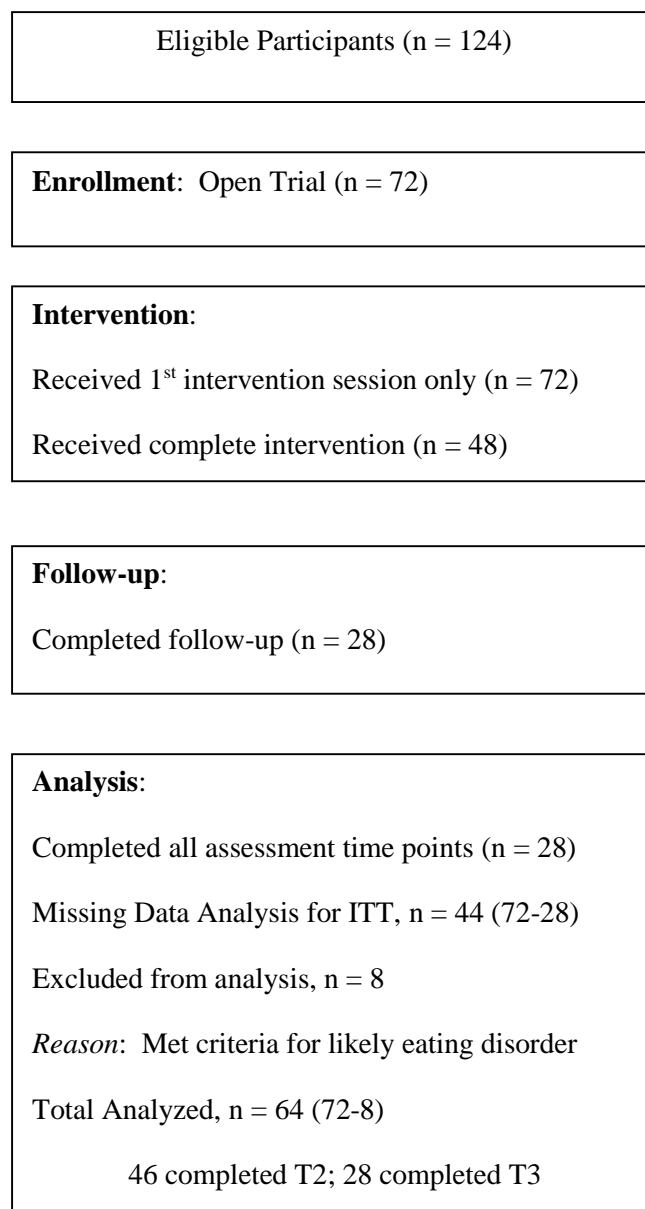 Eligible Participants (n = 124)
Enrollment: Open Trial (n = 72)
Intervention:
Received 1st intervention session only (n = 72)
Received complete intervention (n = 48)
Follow-up:
Completed follow-up (n = 28)
Analysis:
Completed all assessment time points (n = 28)
Missing Data Analysis for ITT, n = 44 (72-28)
Excluded from analysis, n = 8
Reason: Met criteria for likely eating disorder
Total Analyzed, n = 64 (72-8)
46 completed T2; 28 completed T3